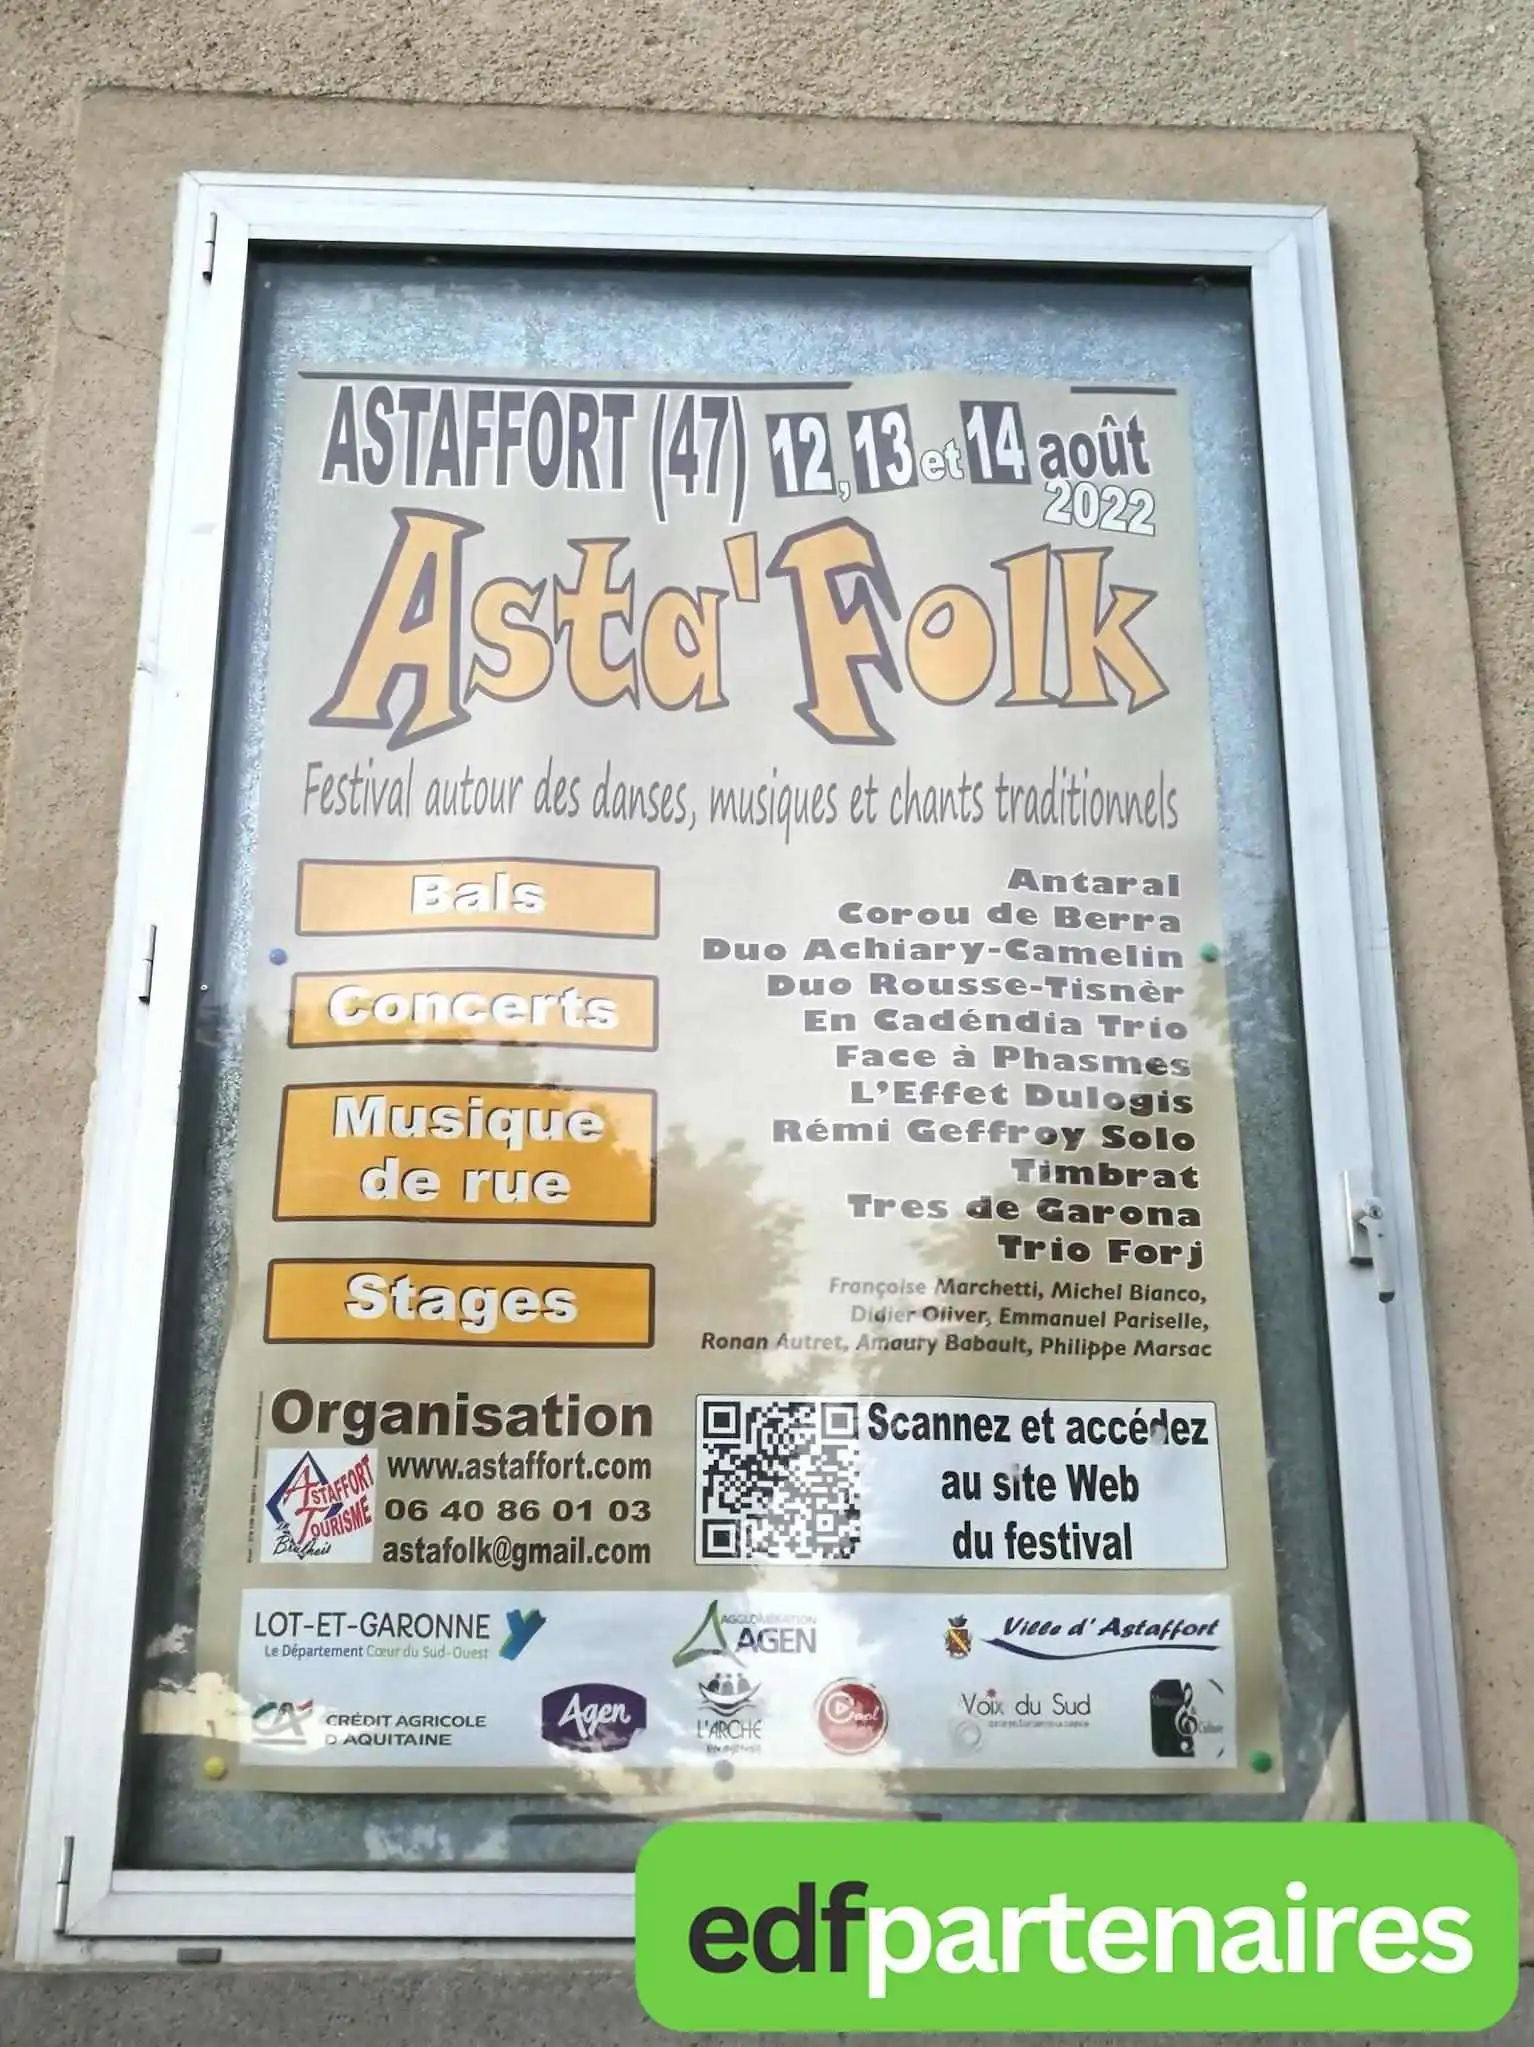 ASTAFFORT (47) 12, 13 et 14 août
2022
Asta'Folk
Festival autour des danses, musiques et chants traditionnels
Bals
Concerts
Musique
de rue
Stages
Antaral
Corou de Berra
Duo Achiary-Camelin
Duo Rousse-Tisnèr
En Cadéndia Trio
Face à Phasmes
L'Effet Dulogis
Rémi Geffroy Solo
Timbrat
Tres de Garona
Trio Forj
Françoise Marchetti, Michel Bianco,
Didier Oliver, Emmanuel Pariselle,
Ronan Autret, Amaury Babault, Philippe Marsac
Organisation
ASTAFFORT
TOURISME
en Brulhois
www.astaffort.com
06 40 86 01 03
astafolk@gmail.com
Scannez et accédez
au site Web
du festival
LOT-ET-GARONNE
Le Département Cœur du Sud-Ouest
AGGLOMÉRATION
AGEN
Ville d'Astaffort
CA
CRÉDIT AGRICOLE
D'AQUITAINE
Agen
L'ARCHE
Voix du Sud
edfpartenaires